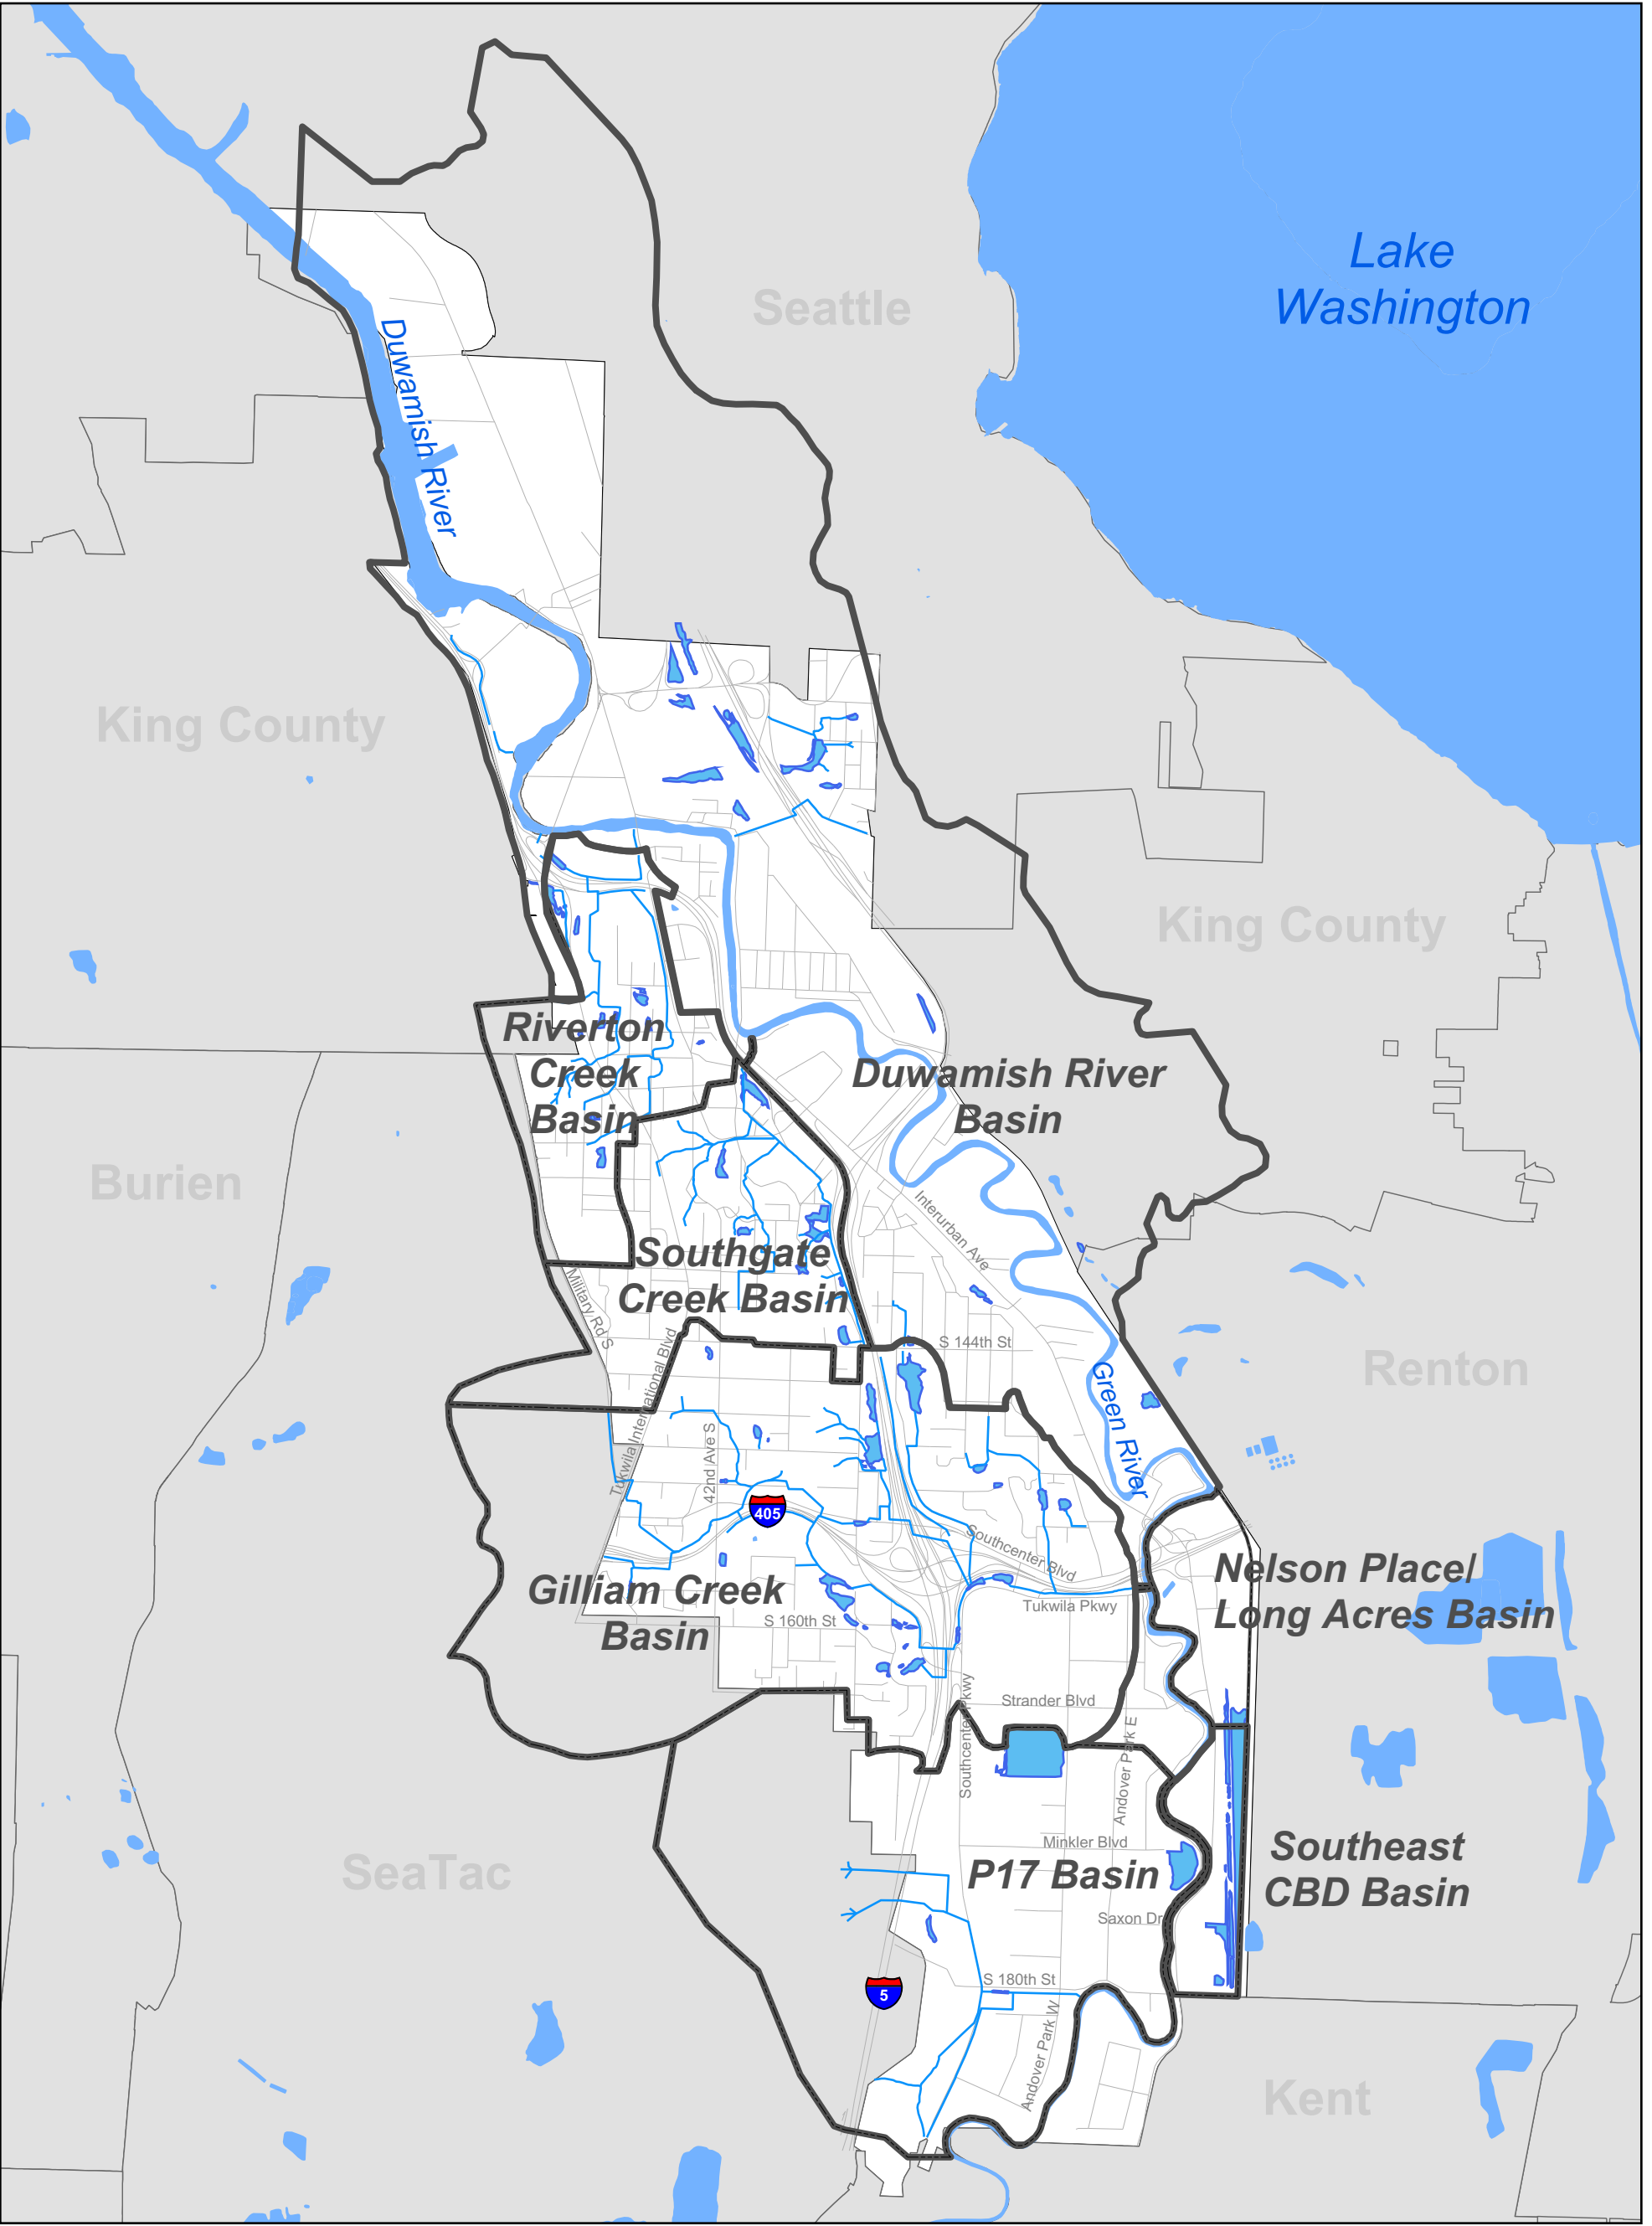 Lake
Washington
Seattle
Duwamish River
King County
King County
Riverton
Creek
Basin
Duwamish River
Basin
Burien
Interurban Ave
Southgate
Creek Basin
Military Rd S
S 144th St
Tukwila International Blvd
Renton
Green River
42nd Ave S
405
Southcenter Blvd
Nelson Place/
Long Acres Basin
Gilliam Creek
Basin
Tukwila Pkwy
S 160th St
Strander Blvd
Southcenter Pkwy
Andover Park E
Minkler Blvd
P17 Basin
Southeast
CBD Basin
SeaTac
Saxon Dr
S 180th St
5
Andover Park W
Kent